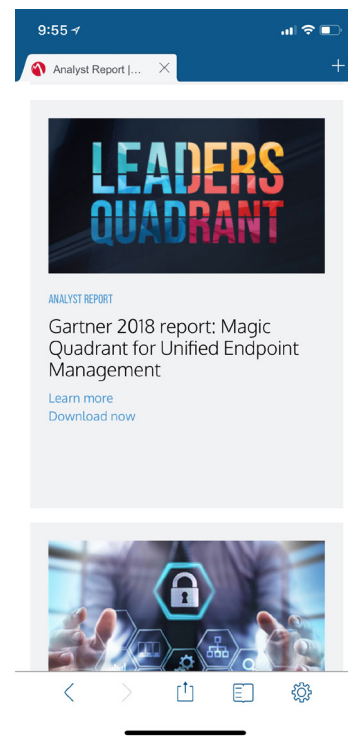 9:55
Analyst Report |...
LEADERS
QUADRANT
ANALYST REPORT
Gartner 2018 report: Magic
Quadrant for Unified Endpoint
Management
Learn more
Download now